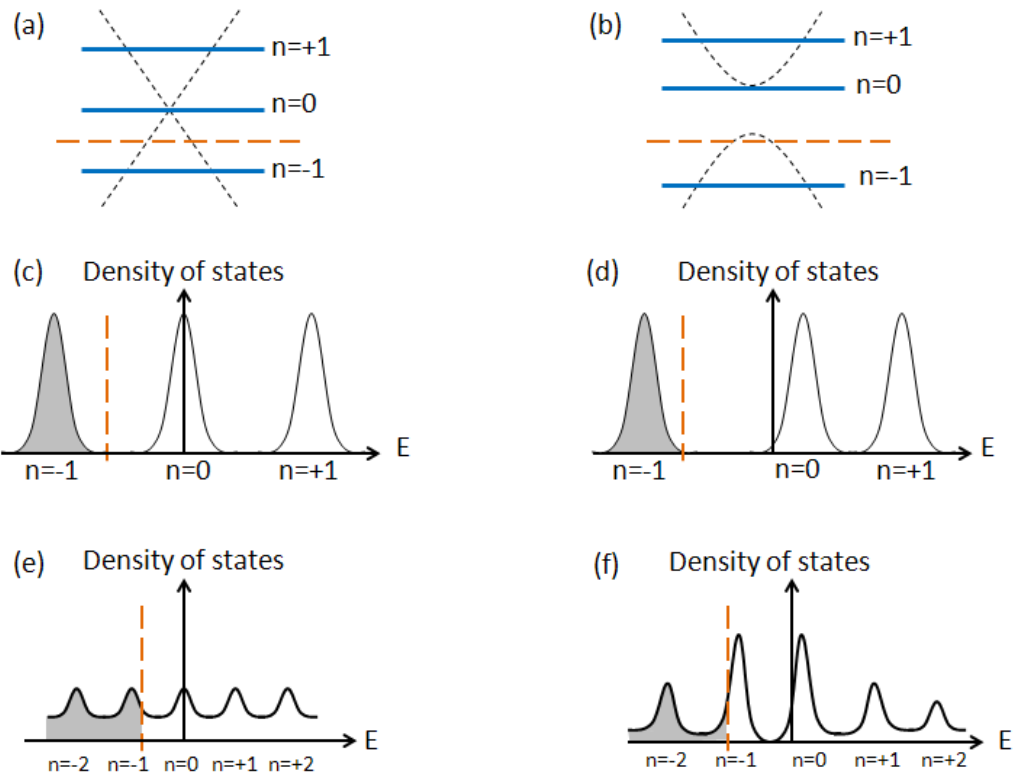 (a)
n=+1
n=0
n=-1
(b)
n=+1
n=0
n=-1
(c)
Density of states
E
n=-1
n=0
n=+1
(d)
Density of states
E
n=-1
n=0
n=+1
(e)
Density of states
E
n=-2
n=-1
n=0
n=+1
n=+2
(f)
Density of states
E
n=-2
n=-1
n=0
n=+1
n=+2